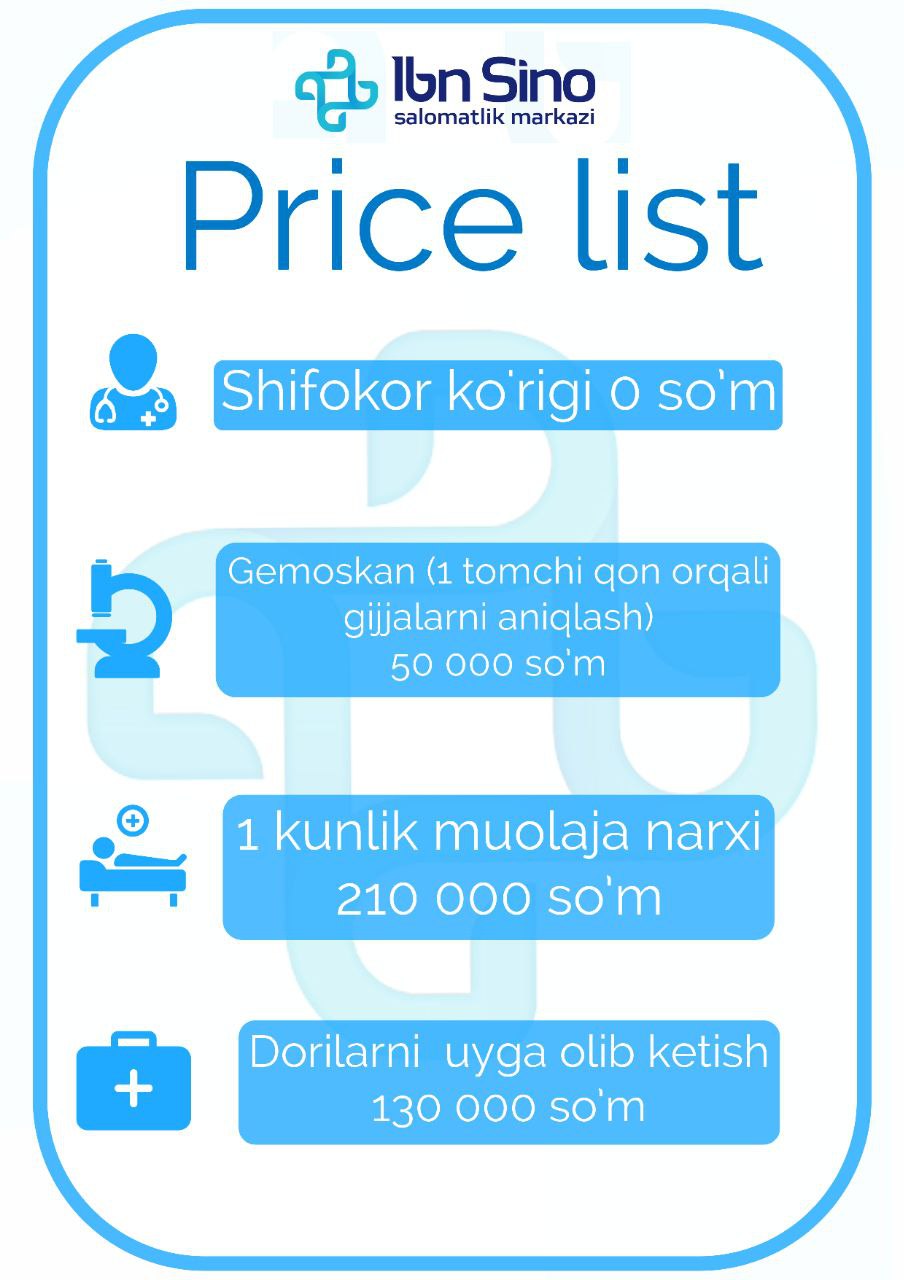 Ibn Sino
salomatlik markazi
Price list
Shifokor ko'rigi 0 so'm
Gemoskan (1 tomchi qon orqali
gijjalarni aniqlash)
50 000 so'm
1 kunlik muolaja narxi
210 000 so'm
Dorilarni uyga olib ketish
130 000 so'm